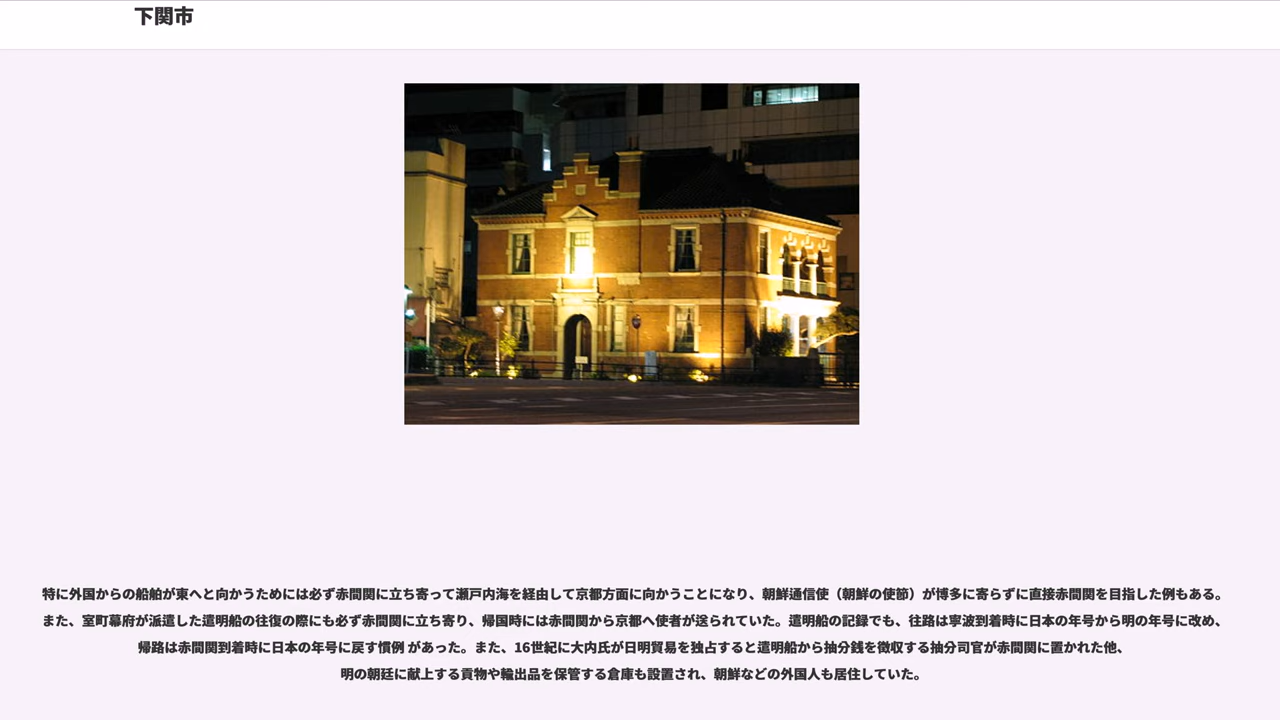 下関市
特に外国からの船舶が東へと向かうためには必ず赤間関に立ち寄って瀬戸内海を経由して京都方面に向かうことになり、朝鮮通信使（朝鮮の使節）が博多に寄らずに直接赤間関を目指した例もある。
また、室町幕府が派遣した遣明船の往復の際にも必ず赤間関に立ち寄り、帰国時には赤間関から京都へ使者が送られていた。遣明船の記録でも、往路は寧波到着時に日本の年号から明の年号に改め、
帰路は赤間関到着時に日本の年号に戻す慣例 があった。また、16世紀に大内氏が日明貿易を独占すると遣明船から抽分銭を徴収する抽分司官が赤間関に置かれた他、
明の朝廷に献上する貢物や輸出品を保管する倉庫も設置され、朝鮮などの外国人も居住していた。